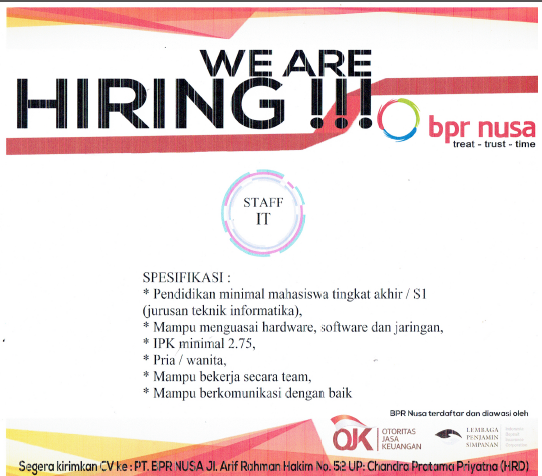 WE ARE
HIRING !!!
bpr nusa
treat - trust - time
STAFF
IT
SPESIFIKASI :
* Pendidikan minimal mahasiswa tingkat akhir / S1
(jurusan teknik informatika),
* Mampu menguasai hardware, software dan jaringan,
* IPK minimal 2.75,
* Pria / wanita,
* Mampu bekerja secara team,
* Mampu berkomunikasi dengan baik
BPR Nusa terdaftar dan diawasi oleh
OJK OTORITAS
JASA
KEUANGAN
LEMBAGA
PENJAMIN
SIMPANAN
Segera kirimkan CV ke : PT. BPR NUSA Jl. Arif Rahman Hakim No. 52 UP: Chandra Pratama Priyana (HRD)